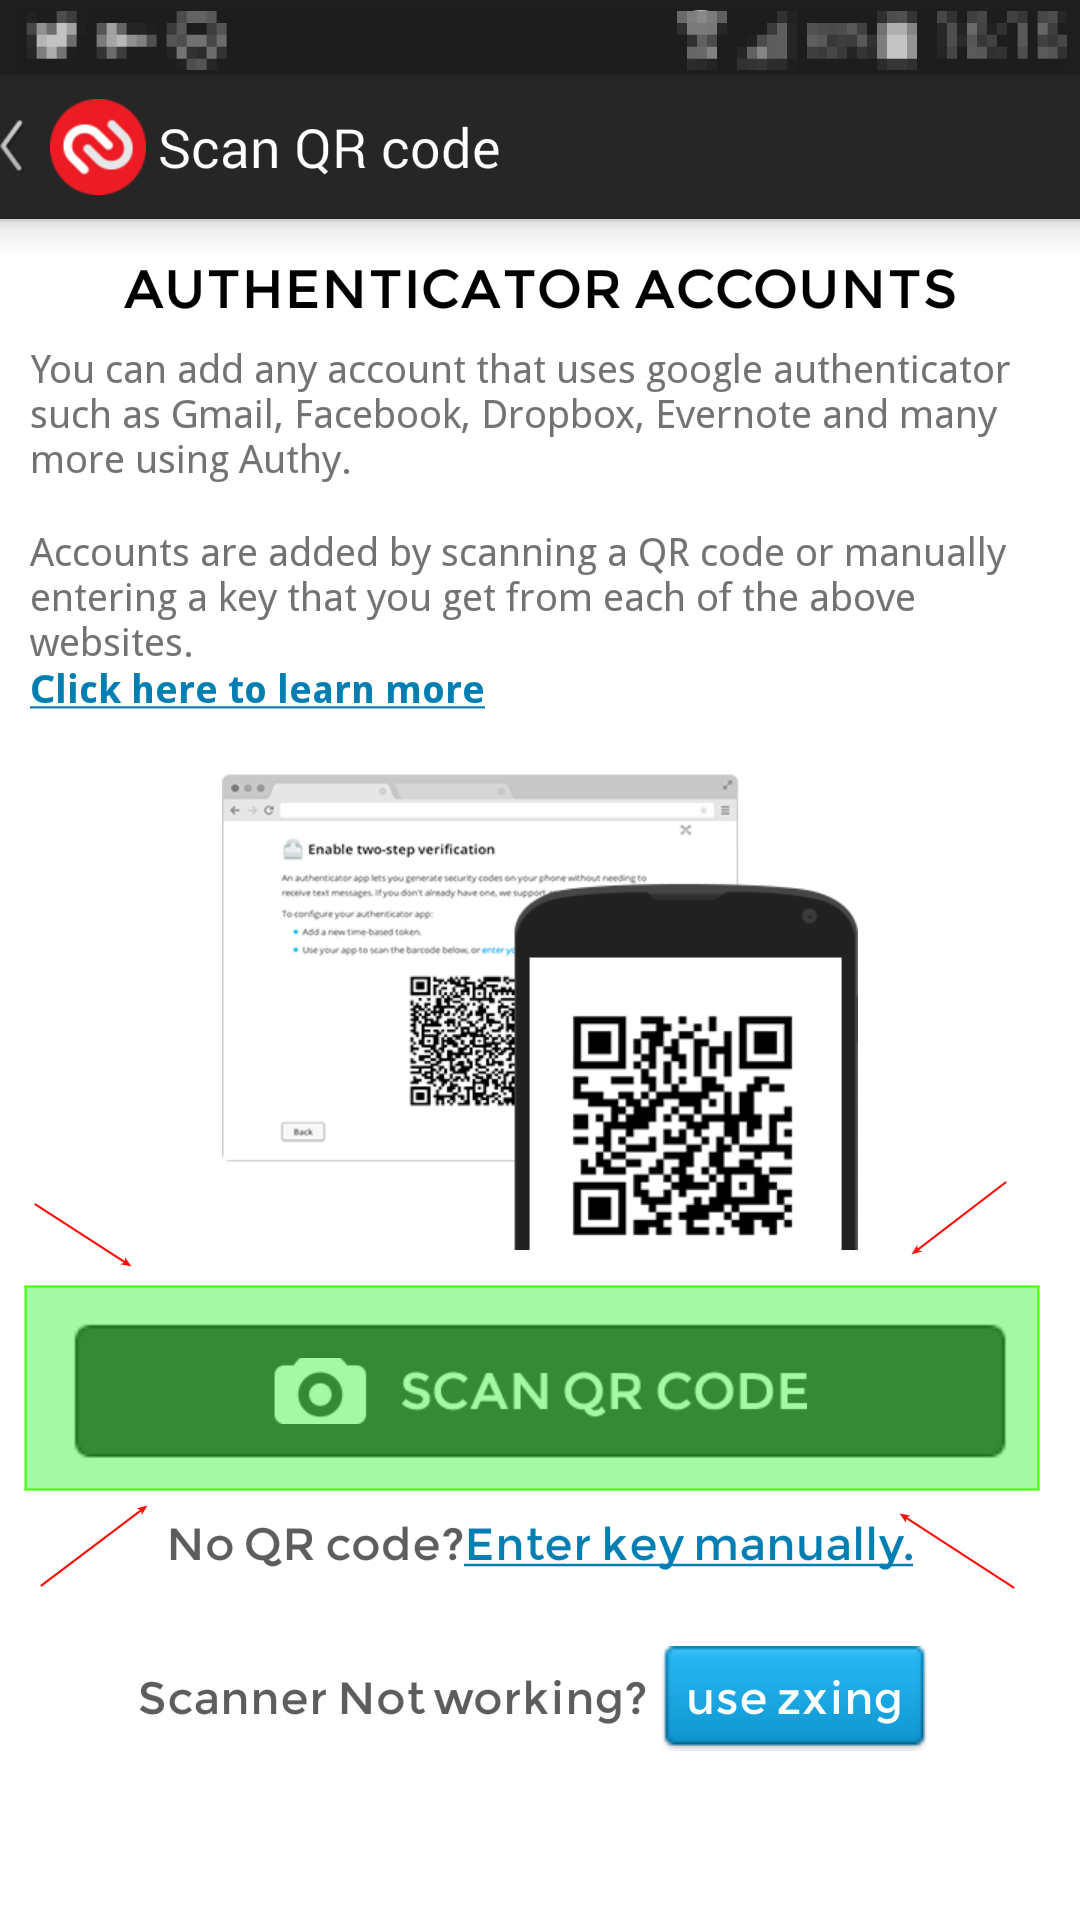 Scan QR code
AUTHENTICATOR ACCOUNTS
You can add any account that uses google authenticator
such as Gmail, Facebook, Dropbox, Evernote and many
more using Authy.
Accounts are added by scanning a QR code or manually
entering a key that you get from each of the above
websites.
Click here to learn more
Enable two-step verification
An authenticator app lets you generate security codes on your phone without needing to
receive text messages. If you don't already have one, we support
To configure your authenticator app:
Add a new time-based token.
Use your app to scan the barcode below, or enter
Back
SCAN QR CODE
No QR code?Enter key manually.
Scanner Not working? use zxing